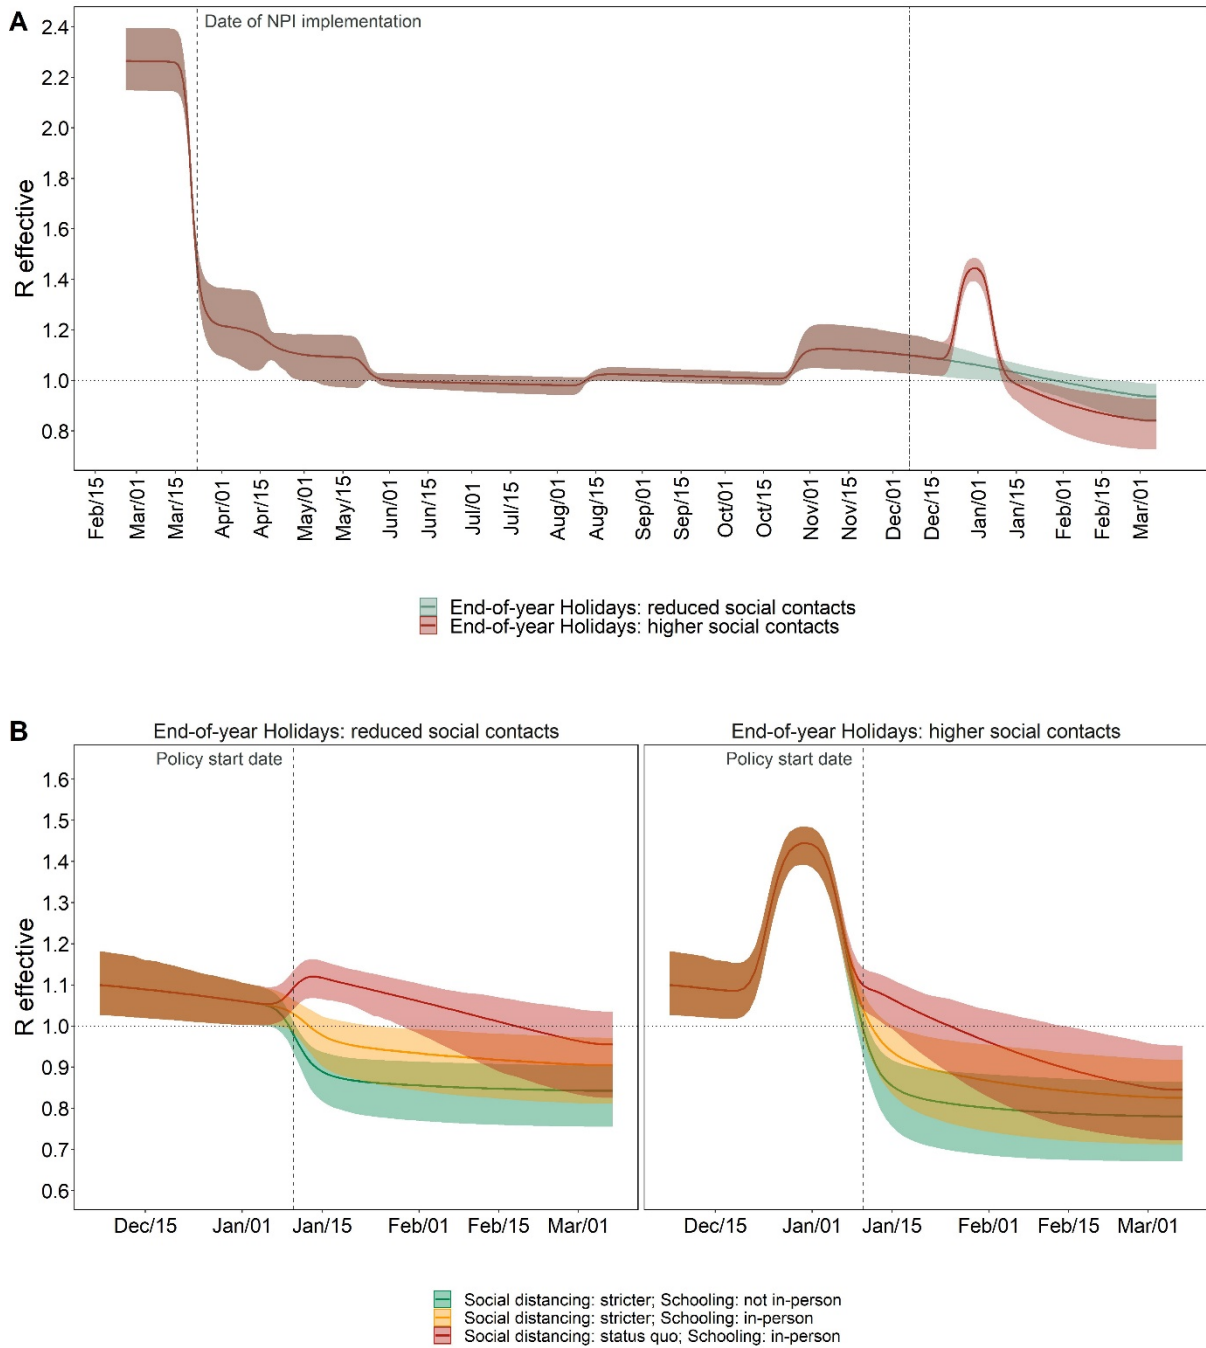 A
Date of NPI implementation
R effective
2.4
2.2
2.0
1.8
1.6
1.4
1.2
1.0
0.8
Feb/15
Mar/01
Mar/15
Apr/01
Apr/15
May/01
May/15
Jun/01
Jun/15
Jul/01
Jul/15
Aug/01
Aug/15
Sep/01
Sep/15
Oct/01
Oct/15
Nov/01
Nov/15
Dec/01
Dec/15
Jan/01
Jan/15
Feb/01
Feb/15
Mar/01
End-of-year Holidays: reduced social contacts
End-of-year Holidays: higher social contacts
B
End-of-year Holidays: reduced social contacts
End-of-year Holidays: higher social contacts
Policy start date
Policy start date
R effective
1.6
1.5
1.4
1.3
1.2
1.1
1.0
0.9
0.8
0.7
0.6
Dec/15
Jan/01
Jan/15
Feb/01
Feb/15
Mar/01
Dec/15
Jan/01
Jan/15
Feb/01
Feb/15
Mar/01
Social distancing: stricter; Schooling: not in-person
Social distancing: stricter; Schooling: in-person
Social distancing: status quo; Schooling: in-person